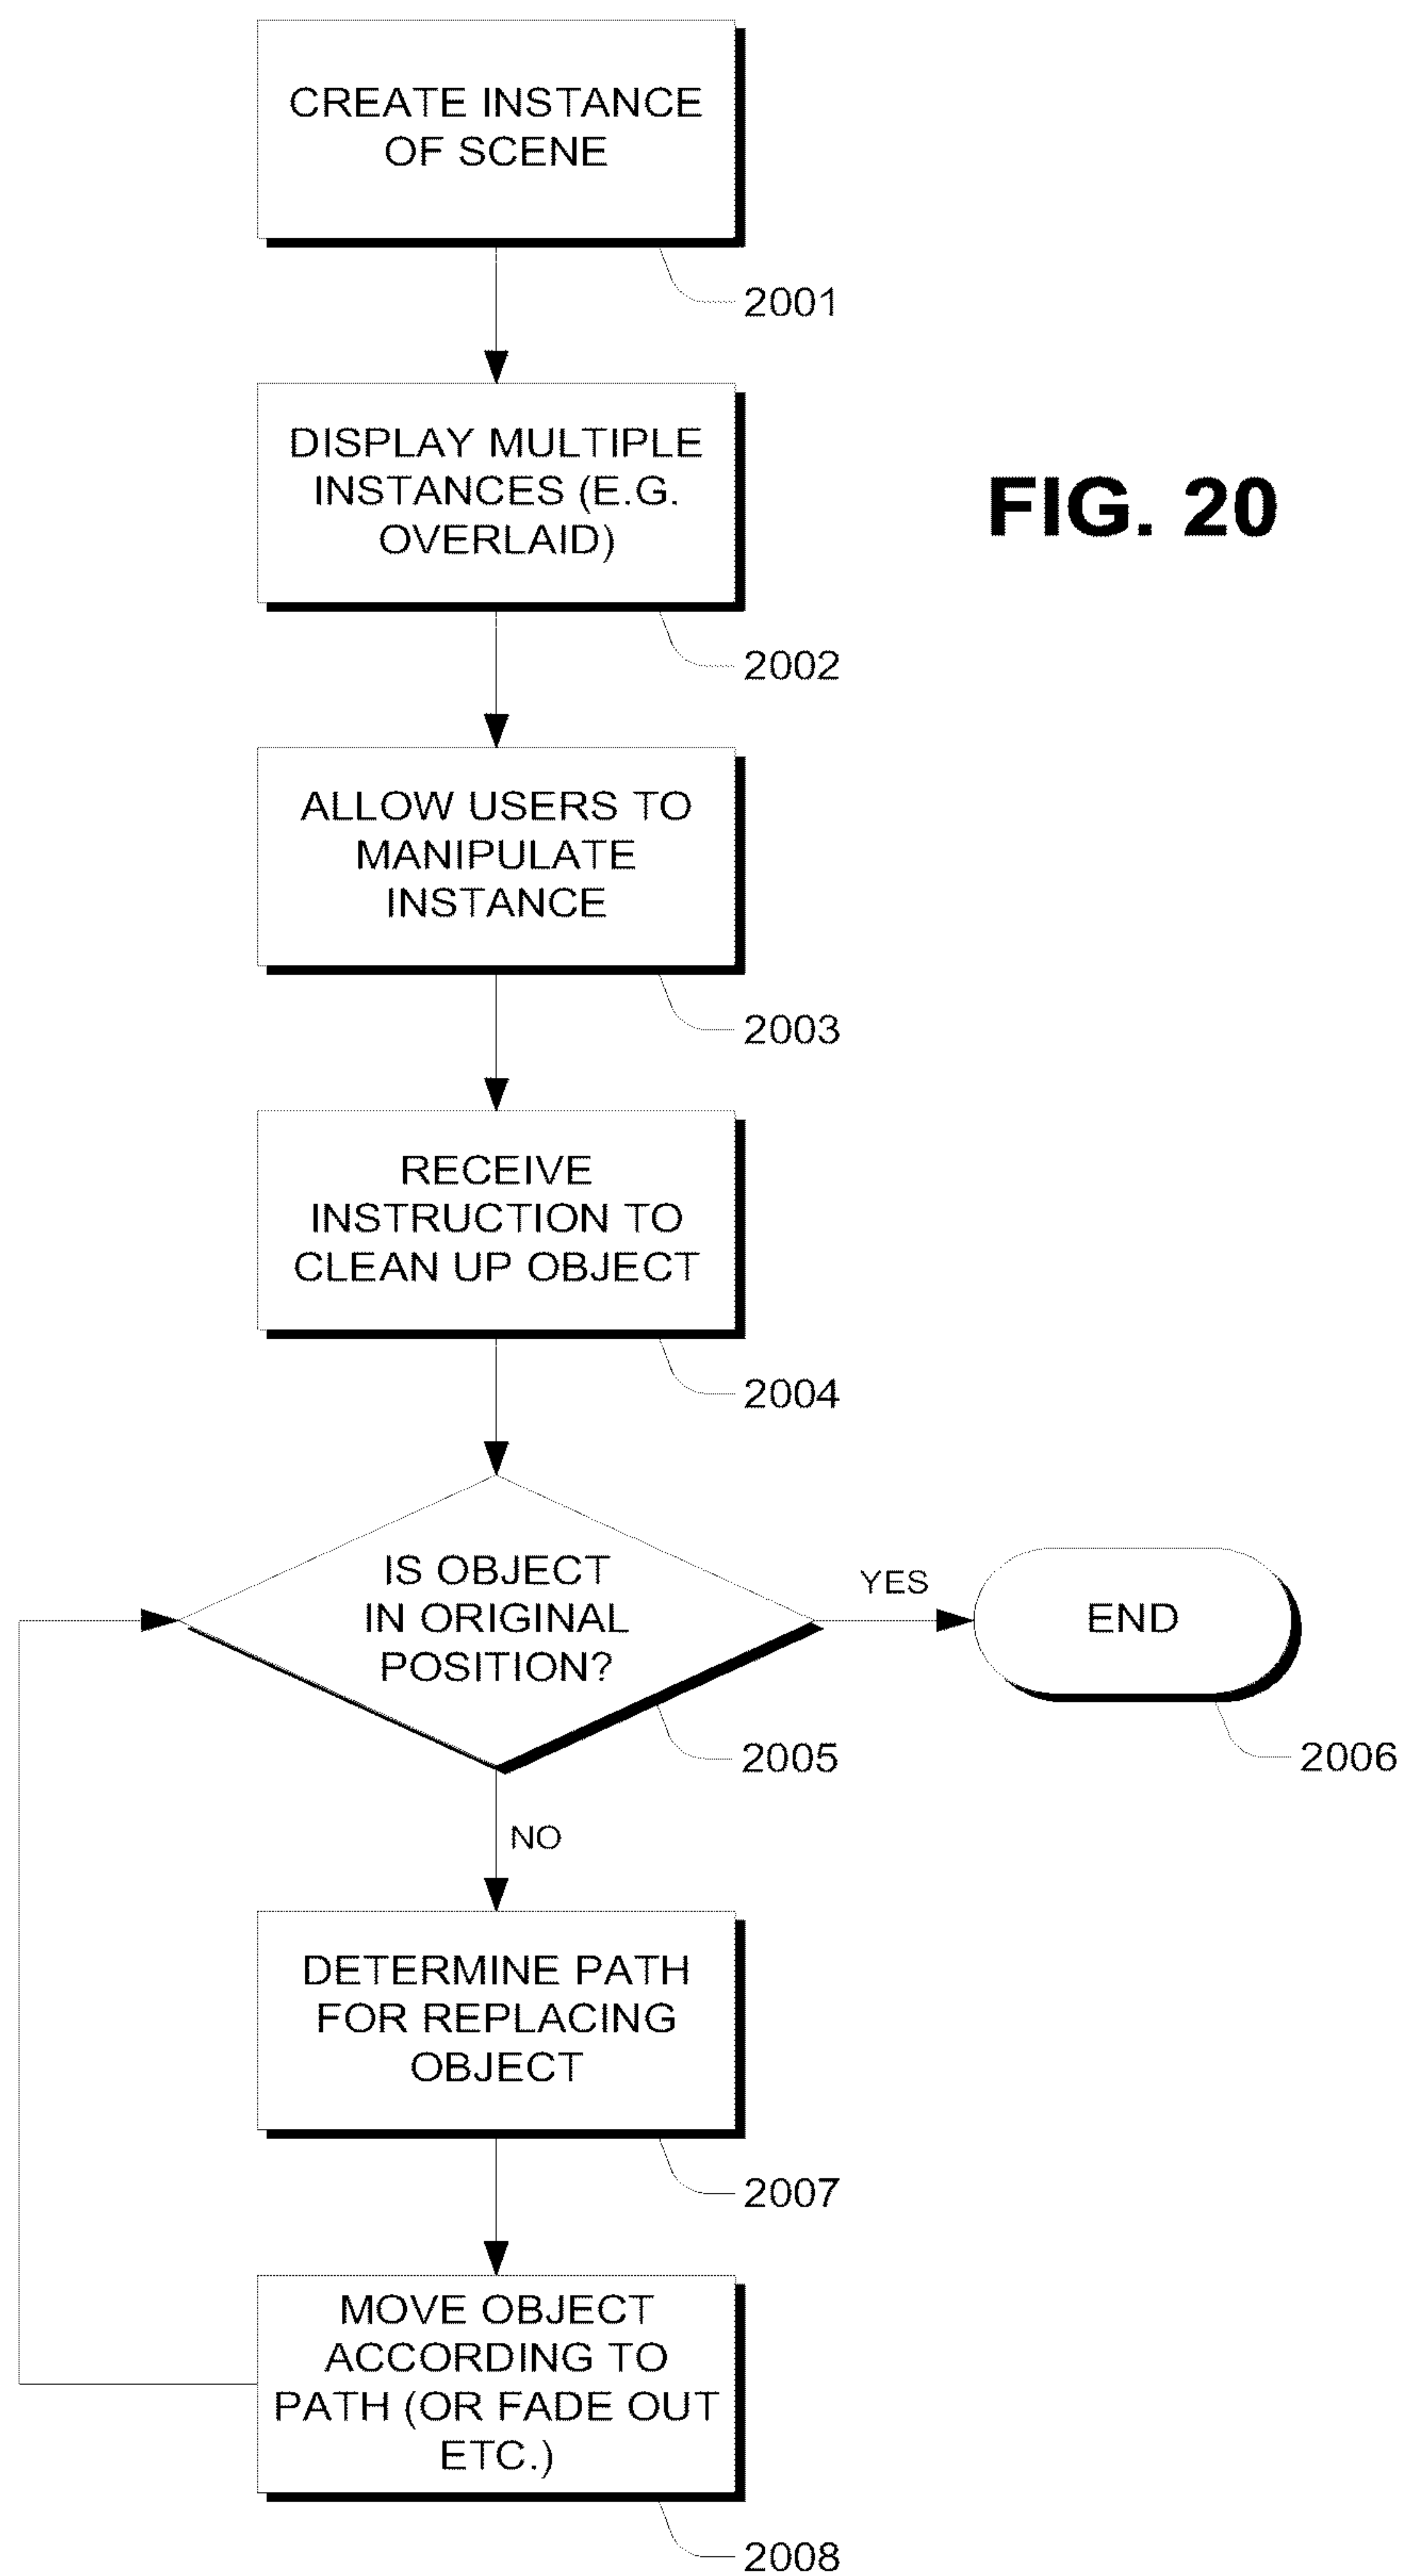 CREATE INSTANCE
OF SCENE
2001
DISPLAY MULTIPLE
INSTANCES (E.G.
OVERLAID)
FIG. 20
2002
ALLOW USERS TO
MANIPULATE
INSTANCE
2003
RECEIVE
INSTRUCTION TO
CLEAN UP OBJECT
2004
IS OBJECT
IN ORIGINAL
POSITION?
YES
END
2005
2006
NO
DETERMINE PATH
FOR REPLACING
OBJECT
2007
MOVE OBJECT
ACCORDING TO
PATH (OR FADE OUT
ETC.)
2008